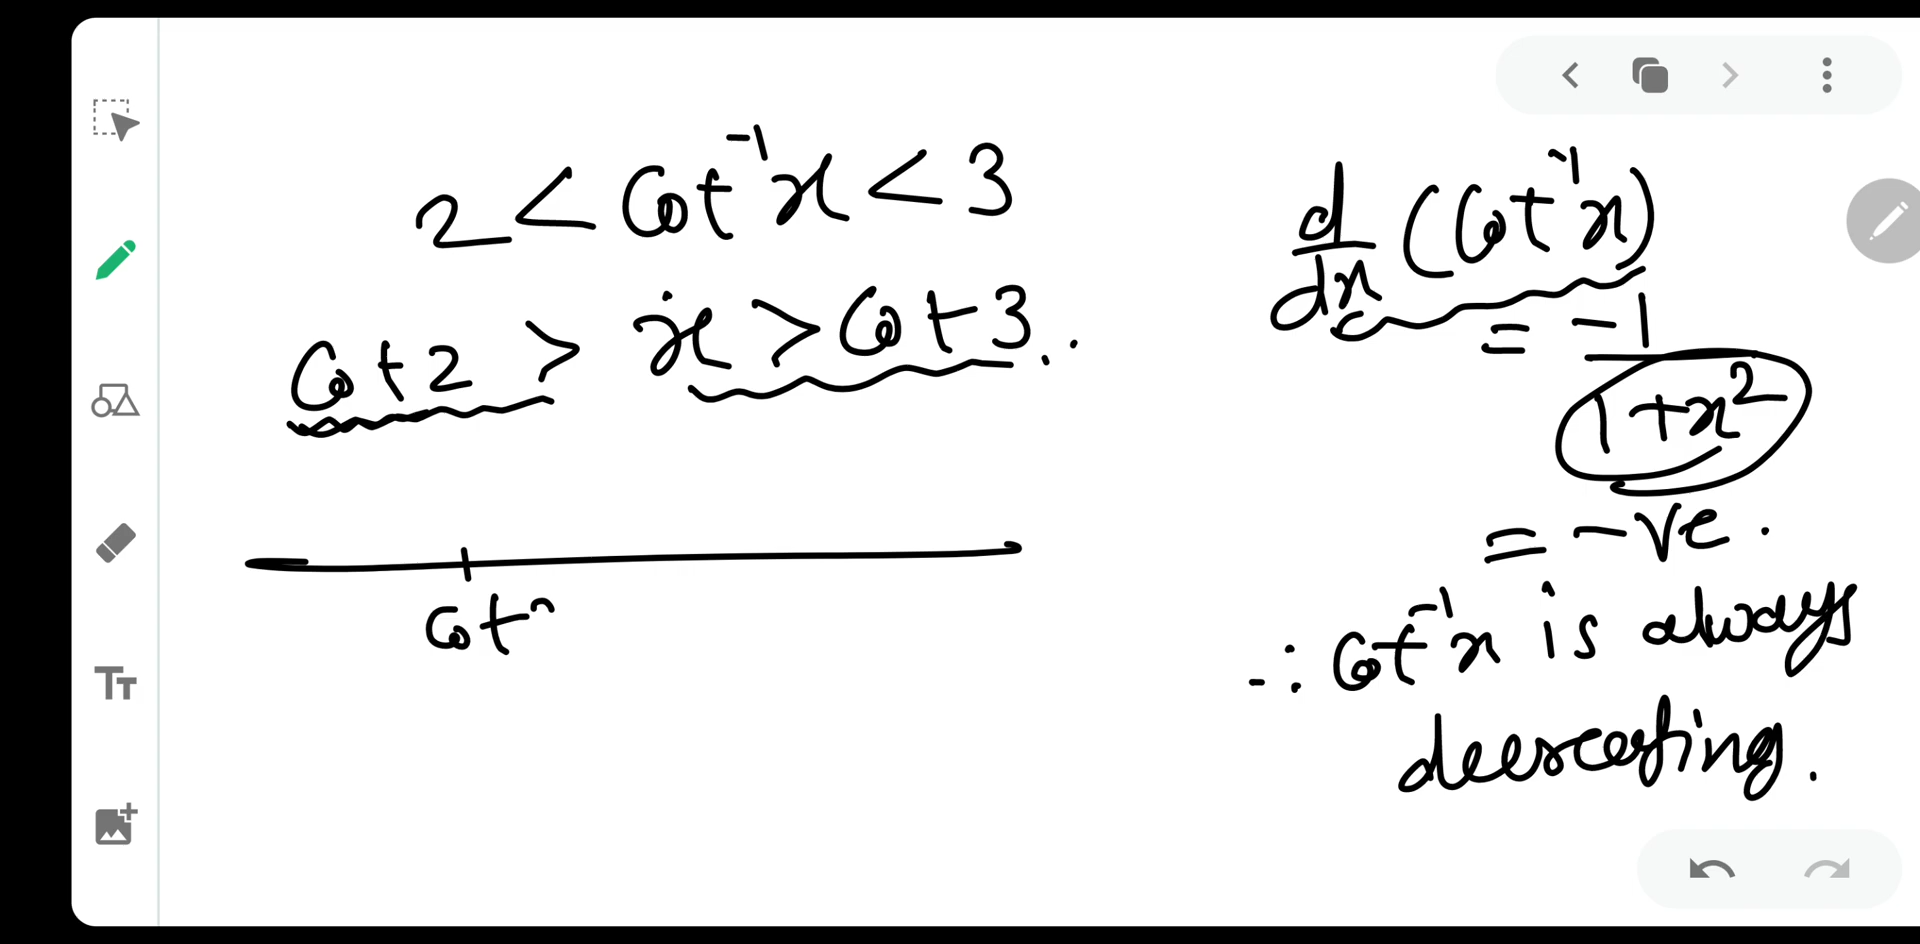 2 < Cot⁻¹x < 3
Cot 2 > x > Cot 3..
Cot
d/dx (Cot⁻¹x)
= -1/(1+x²)
= -ve.
∴ Cot⁻¹x is always
TT